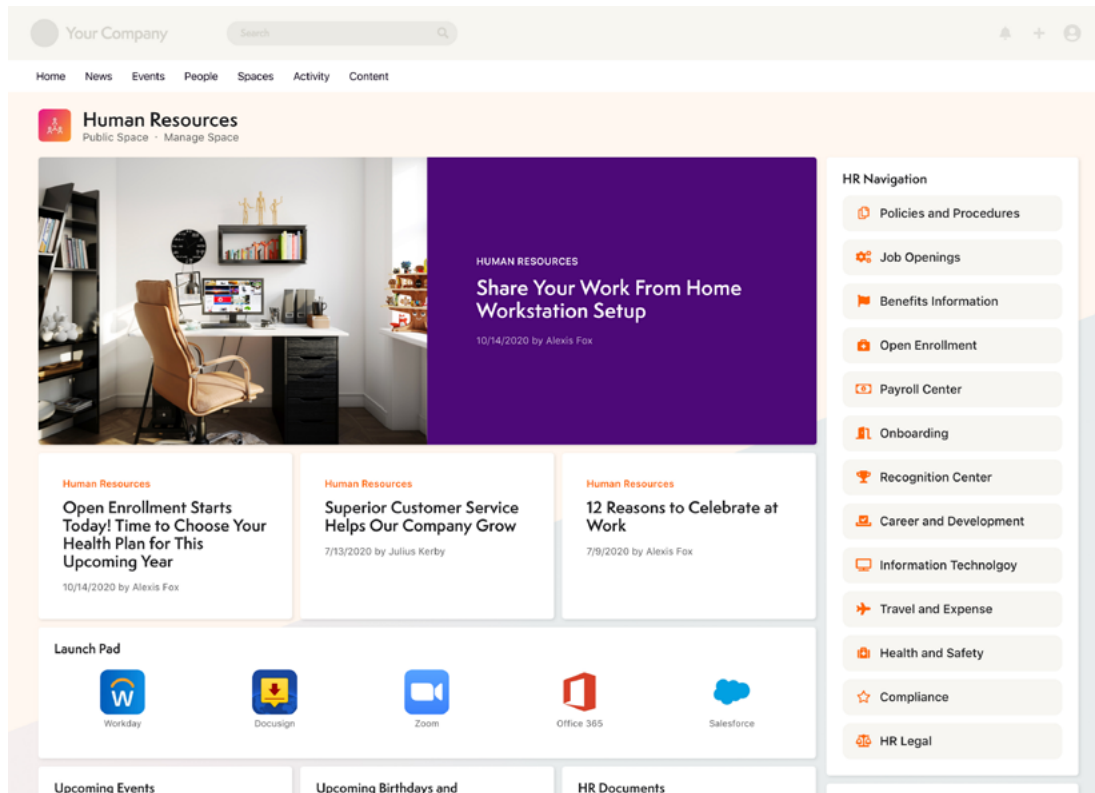 Your Company
Search
Home News Events People Spaces Activity Content
Human Resources
Public Space · Manage Space
HUMAN RESOURCES
Share Your Work From Home
Workstation Setup
10/14/2020 by Alexis Fox
Human Resources
Open Enrollment Starts
Today! Time to Choose Your
Health Plan for This
Upcoming Year
10/14/2020 by Alexis Fox
Human Resources
Superior Customer Service
Helps Our Company Grow
7/13/2020 by Julius Kerby
Human Resources
12 Reasons to Celebrate at
Work
7/9/2020 by Alexis Fox
Launch Pad
Workday
Docusign
Zoom
Office 365
Salesforce
Upcoming Events
Upcoming Birthdays and
HR Documents
HR Navigation
Policies and Procedures
Job Openings
Benefits Information
Open Enrollment
Payroll Center
Onboarding
Recognition Center
Career and Development
Information Technolgoy
Travel and Expense
Health and Safety
Compliance
HR Legal